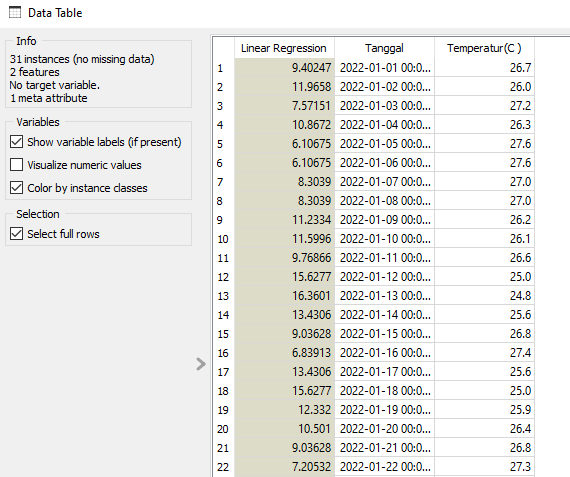 Data Table
Info
31 instances (no missing data)
2 features
No target variable.
1 meta attribute
Variables
Show variable labels (if present)
Visualize numeric values
Color by instance classes
Selection
Select full rows
Linear Regression Tanggal Temperatur(C )
1 9.40247 2022-01-01 00:0... 26.7
2 11.9658 2022-01-02 00:0... 26.0
3 7.57151 2022-01-03 00:0... 27.2
4 10.8672 2022-01-04 00:0... 26.3
5 6.10675 2022-01-05 00:0... 27.6
6 6.10675 2022-01-06 00:0... 27.6
7 8.3039 2022-01-07 00:0... 27.0
8 8.3039 2022-01-08 00:0... 27.0
9 11.2334 2022-01-09 00:0... 26.2
10 11.5996 2022-01-10 00:0... 26.1
11 9.76866 2022-01-11 00:0... 26.6
12 15.6277 2022-01-12 00:0... 25.0
13 16.3601 2022-01-13 00:0... 24.8
14 13.4306 2022-01-14 00:0... 25.6
15 9.03628 2022-01-15 00:0... 26.8
16 6.83913 2022-01-16 00:0... 27.4
17 13.4306 2022-01-17 00:0... 25.6
18 15.6277 2022-01-18 00:0... 25.0
19 12.332 2022-01-19 00:0... 25.9
20 10.501 2022-01-20 00:0... 26.4
21 9.03628 2022-01-21 00:0... 26.8
22 7.20532 2022-01-22 00:0... 27.3